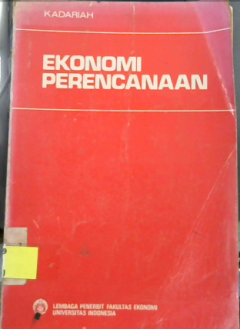 KADARIAH
EKONOMI
PERENCANAAN
LEMBAGA PENERBIT FAKULTAS EKONOMI
UNIVERSITAS INDONESIA